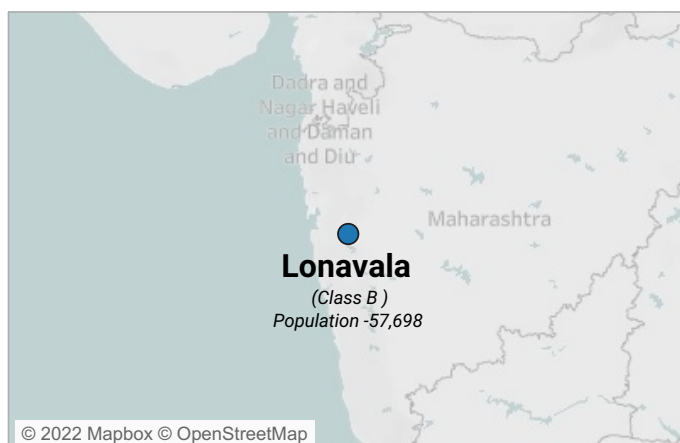 Dadra and
Nagar Haveli
and Daman
and Diu
Maharashtra
Lonavala
(Class B )
Population -57,698
© 2022 Mapbox © OpenStreetMap